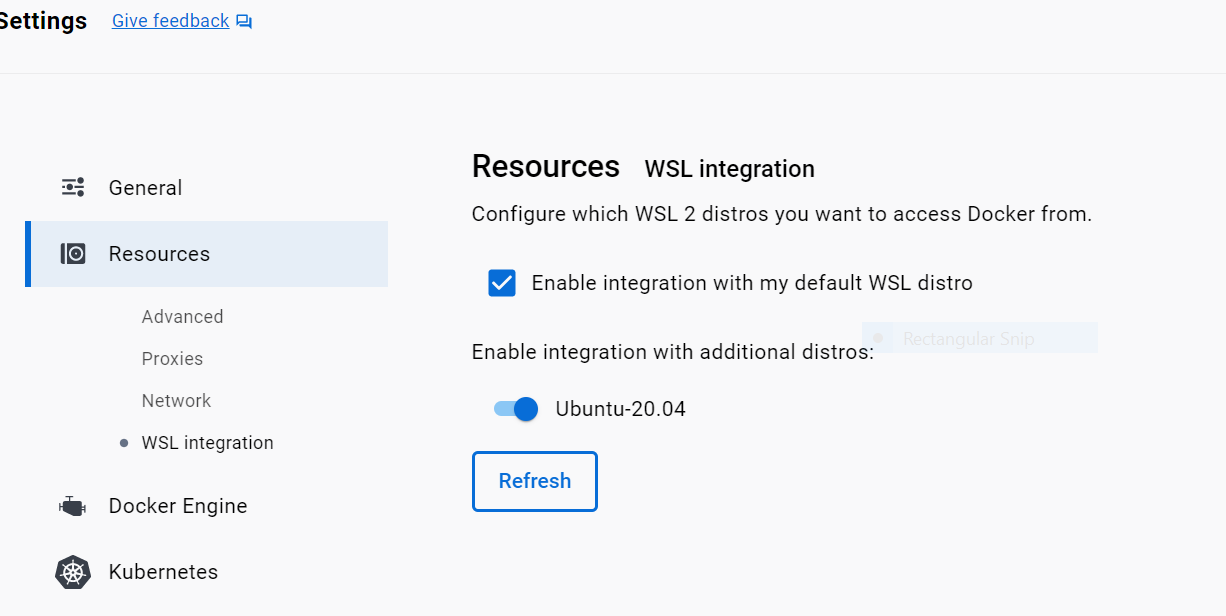 Settings Give feedback
General
Resources
Advanced
Proxies
Network
WSL integration
Docker Engine
Kubernetes
Resources WSL integration
Configure which WSL 2 distros you want to access Docker from.
Enable integration with my default WSL distro
Rectangular Snip
Enable integration with additional distros:
Ubuntu-20.04
Refresh